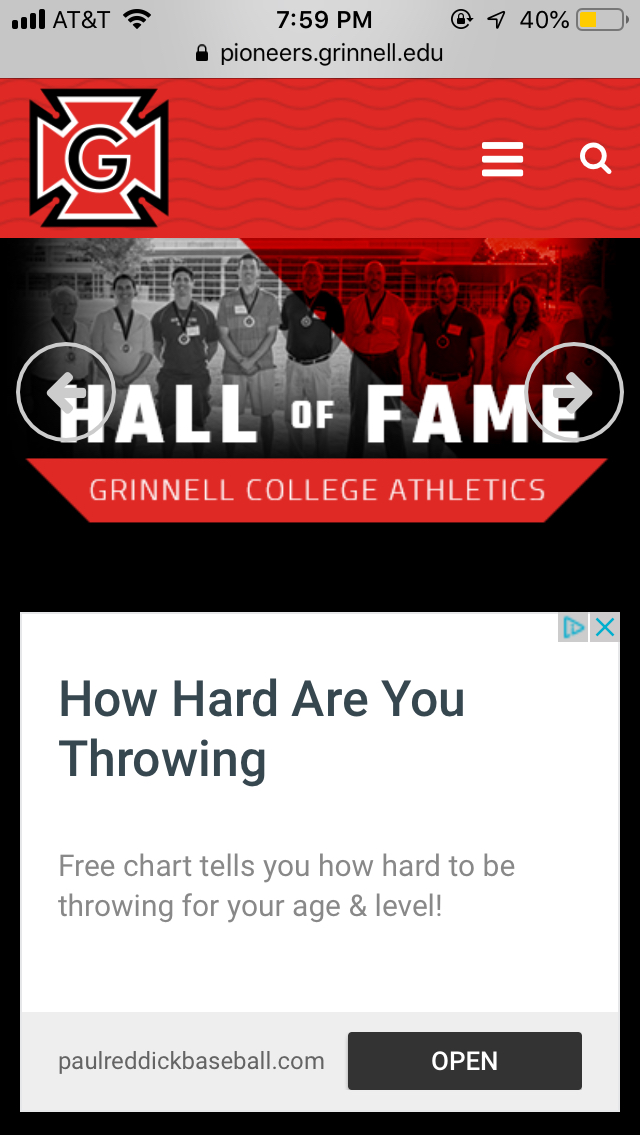 AT&T 7:59 PM 40%
pioneers.grinnell.edu
G
HALL OF FAME
GRINNELL COLLEGE ATHLETICS
How Hard Are You
Throwing
Free chart tells you how hard to be
throwing for your age & level!
paulreddickbaseball.com OPEN